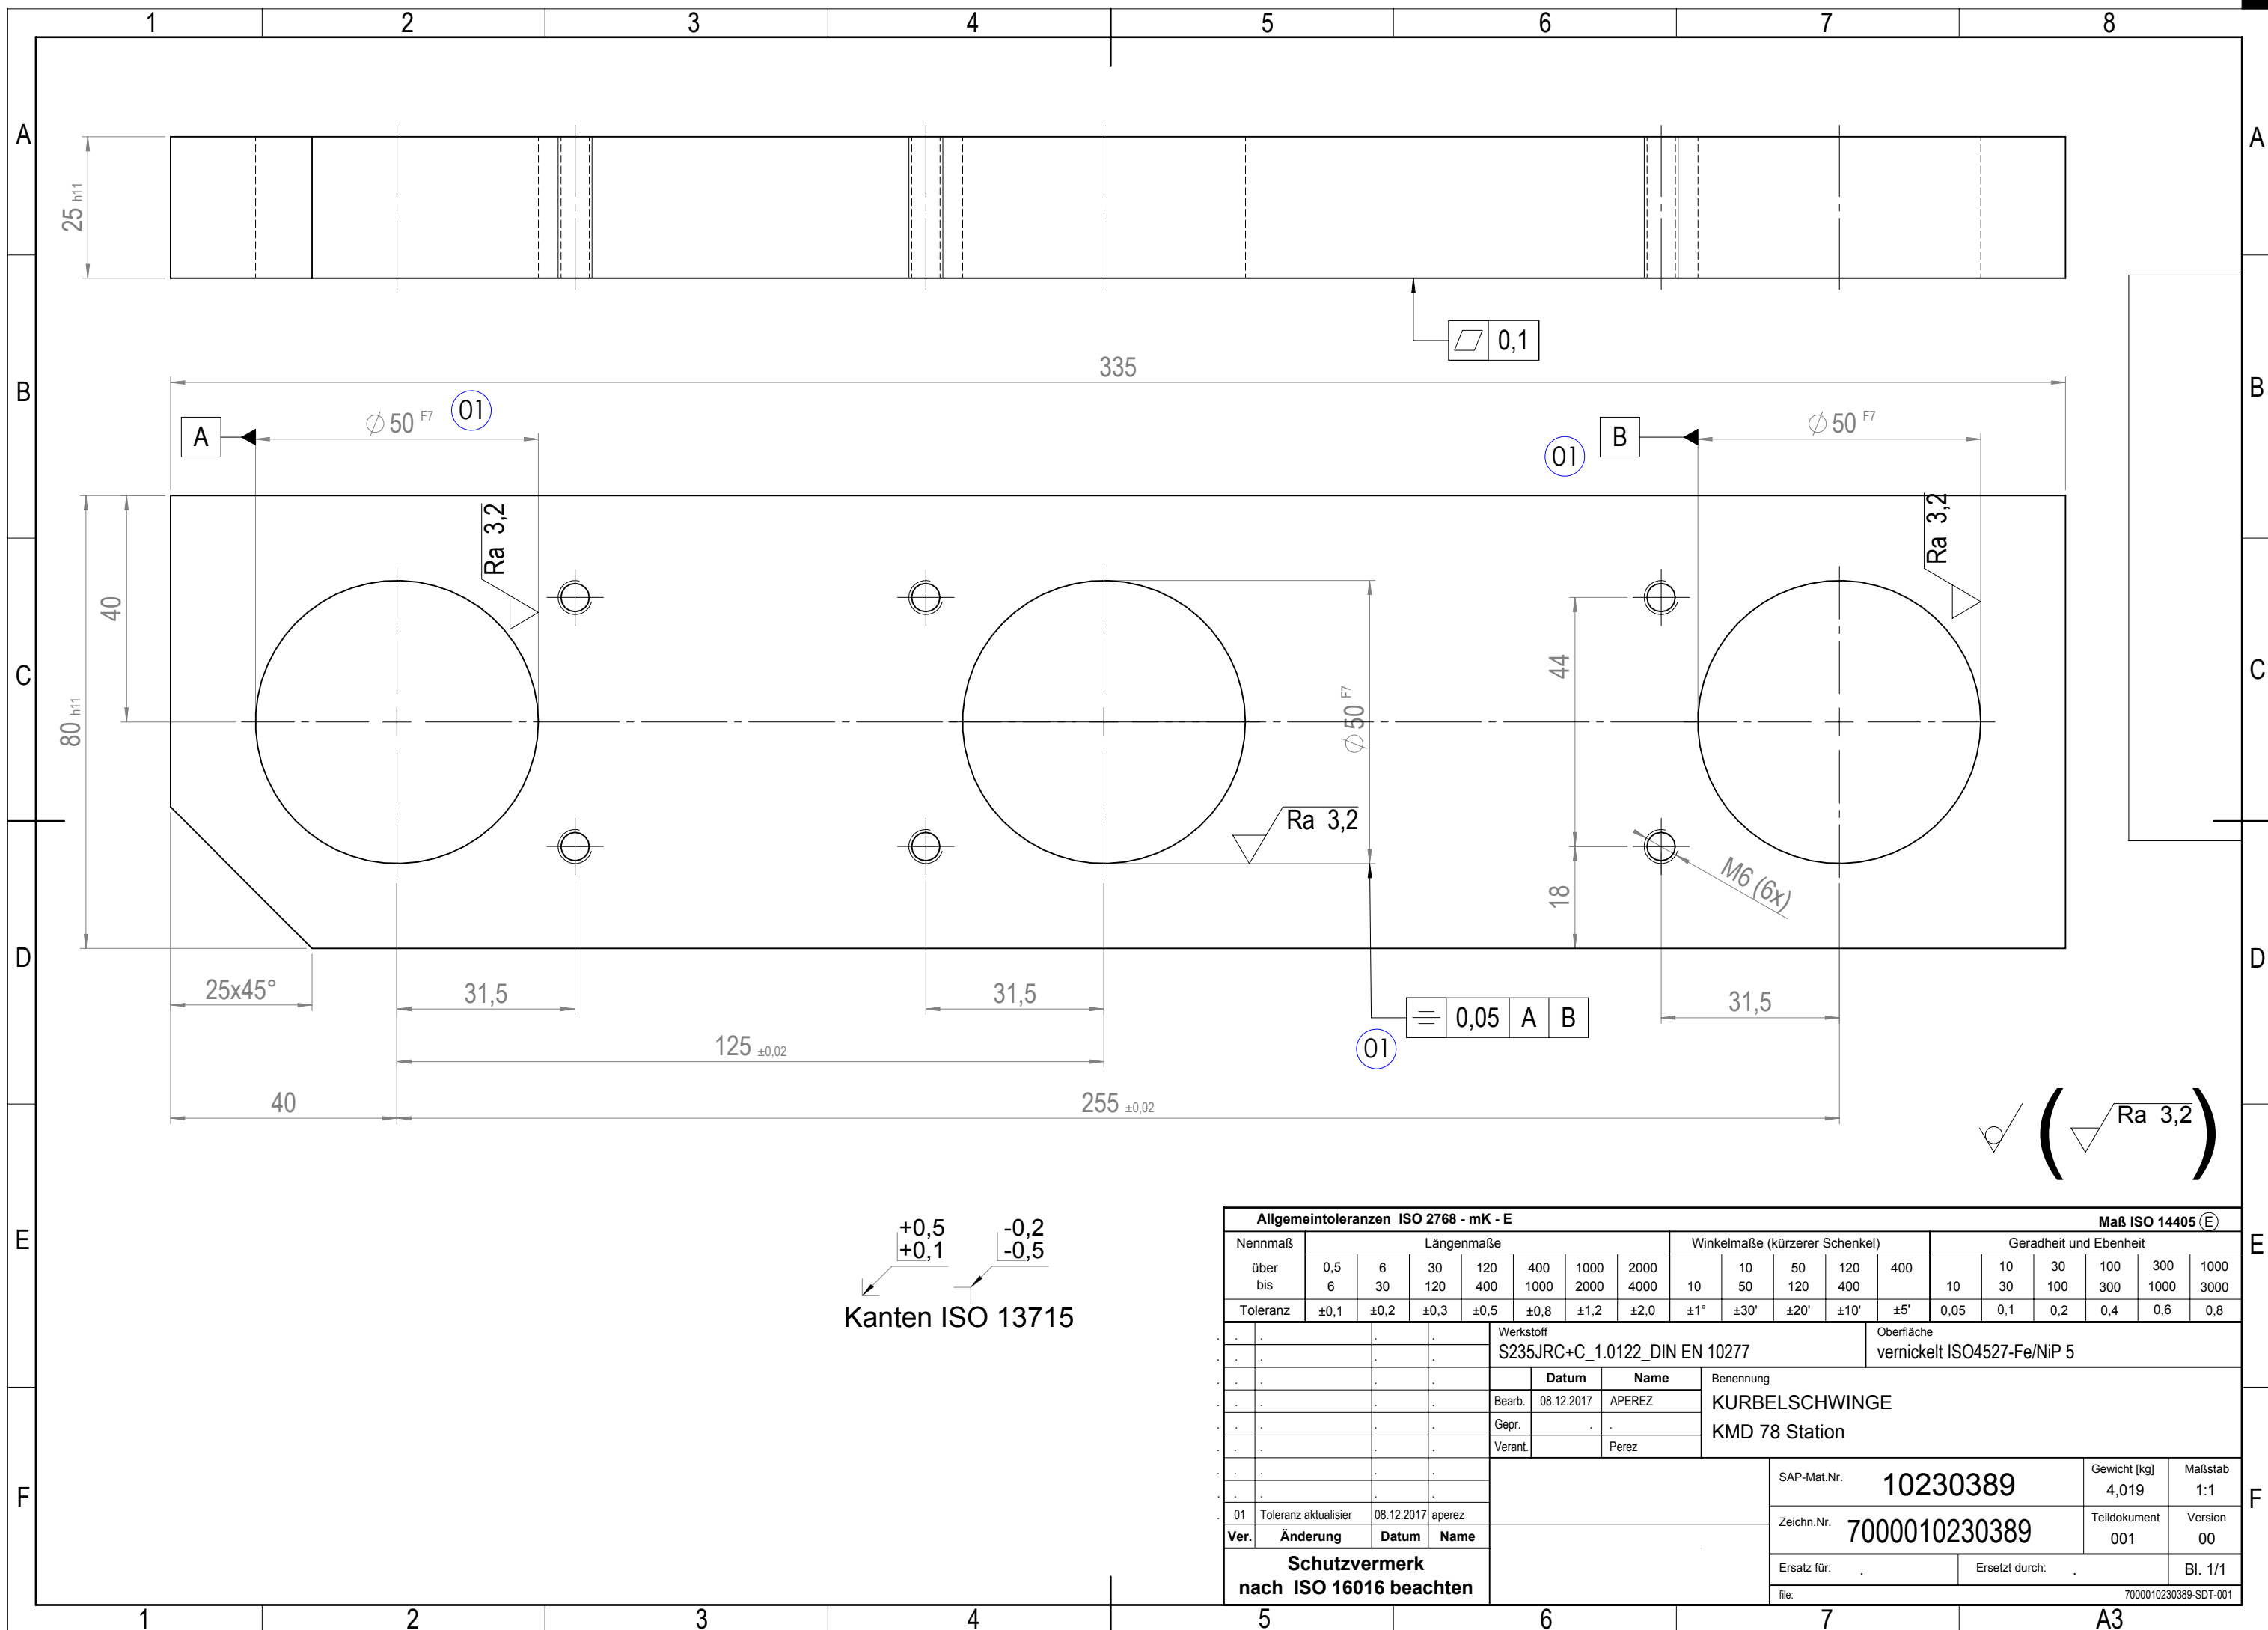 1 2 3 4 5 6 7 8
A A
25 h11
0,1
335
B B
A ⌀ 50 F7 01
01 B ⌀ 50 F7
Ra 3,2
Ra 3,2
40
C C
80 h11
44
⌀ 50 F7
Ra 3,2
18
M6 (6x)
D D
25x45°
31,5
31,5
31,5
0,05 A B
01
125 ±0,02
40
255 ±0,02
( Ra 3,2 )
E E
+0,5 -0,2
+0,1 -0,5
Kanten ISO 13715
Allgemeintoleranzen ISO 2768 - mK - E Maß ISO 14405 Ⓔ
Nennmaß Längenmaße Winkelmaße (kürzerer Schenkel) Geradheit und Ebenheit
über 0,5 6 30 120 400 1000 2000 10 50 120 400 10 30 100 300 1000
bis 6 30 120 400 1000 2000 4000 10 50 120 400 10 30 100 300 1000 3000
Toleranz ±0,1 ±0,2 ±0,3 ±0,5 ±0,8 ±1,2 ±2,0 ±1° ±30' ±20' ±10' ±5' 0,05 0,1 0,2 0,4 0,6 0,8
Werkstoff
S235JRC+C_1.0122_DIN EN 10277
Oberfläche
vernickelt ISO4527-Fe/NiP 5
Datum Name
Bearb. 08.12.2017 APEREZ
Gepr. . .
Verant. Perez
Benennung
KURBELSCHWINGE
KMD 78 Station
F F
SAP-Mat.Nr. 10230389
Gewicht [kg]
4,019
Maßstab
1:1
01 Toleranz aktualisier 08.12.2017 aperez
Ver. Änderung Datum Name
Zeichn.Nr. 7000010230389
Teildokument
001
Version
00
Schutzvermerk
nach ISO 16016 beachten
Ersatz für: . Ersetzt durch: . Bl. 1/1
file: 7000010230389-SDT-001
1 2 3 4 5 6 7 A3